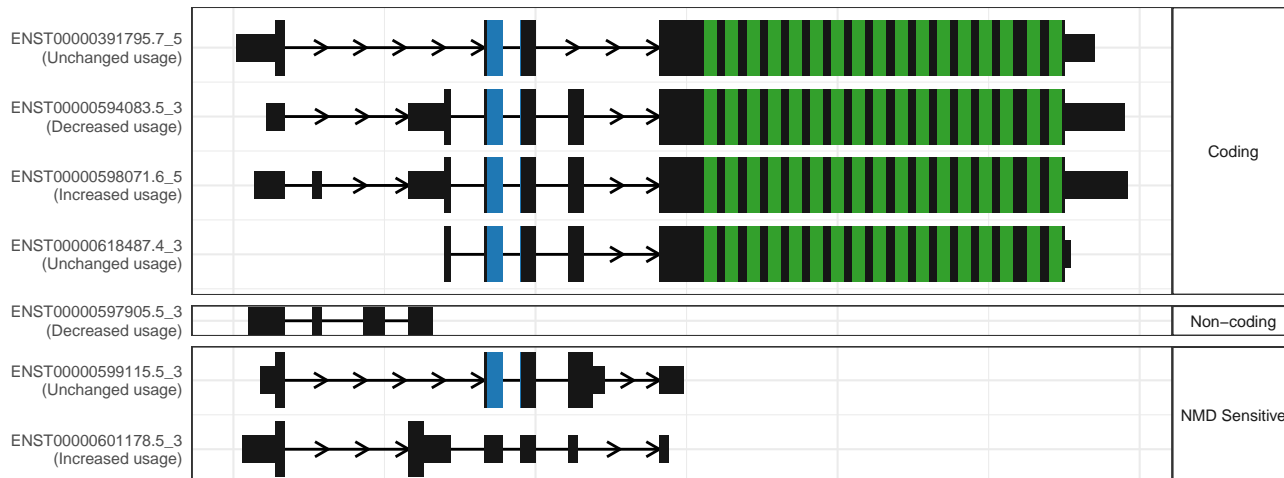 ENST00000391795.7_5
(Unchanged usage)
ENST00000594083.5_3
(Decreased usage)
ENST00000598071.6_5
(Increased usage)
ENST00000618487.4_3
(Unchanged usage)
Coding
ENST00000597905.5_3
(Decreased usage)
Non−coding
ENST00000599115.5_3
(Unchanged usage)
ENST00000601178.5_3
(Increased usage)
NMD Sensitive